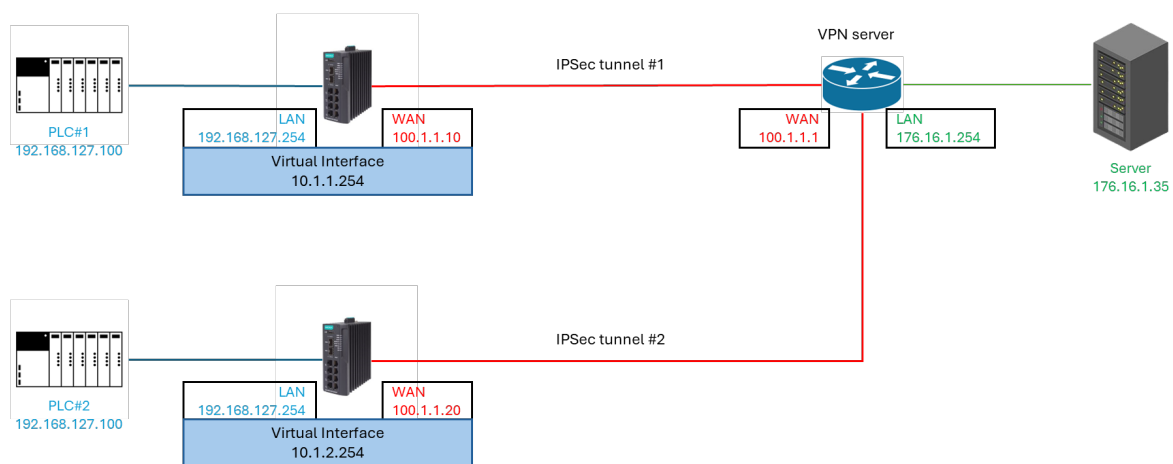 VPN server
IPSec tunnel #1
LAN
192.168.127.254
WAN
100.1.1.10
WAN
100.1.1.1
LAN
176.16.1.254
PLC#1
192.168.127.100
Virtual Interface
10.1.1.254
Server
176.16.1.35
IPSec tunnel #2
LAN
192.168.127.254
WAN
100.1.1.20
PLC#2
192.168.127.100
Virtual Interface
10.1.2.254